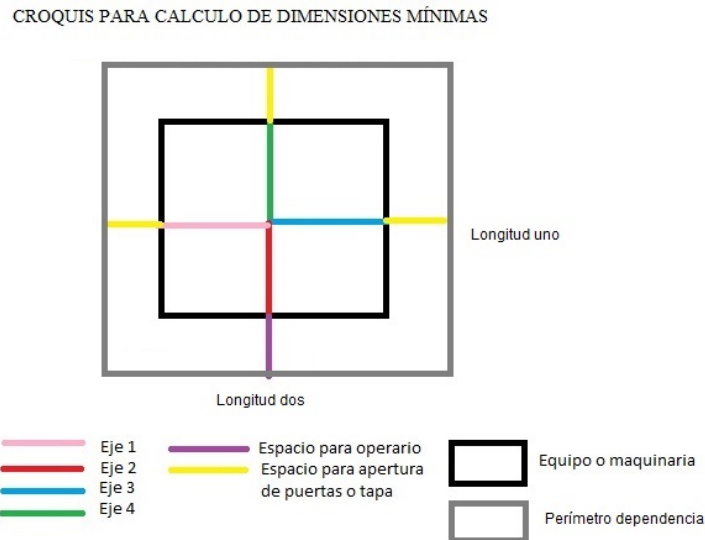 CROQUIS PARA CALCULO DE DIMENSIONES MÍNIMAS
Longitud uno
Longitud dos
Eje 1
Eje 2
Eje 3
Eje 4
Espacio para operario
Espacio para apertura
de puertas o tapa
Equipo o maquinaria
Perímetro dependencia